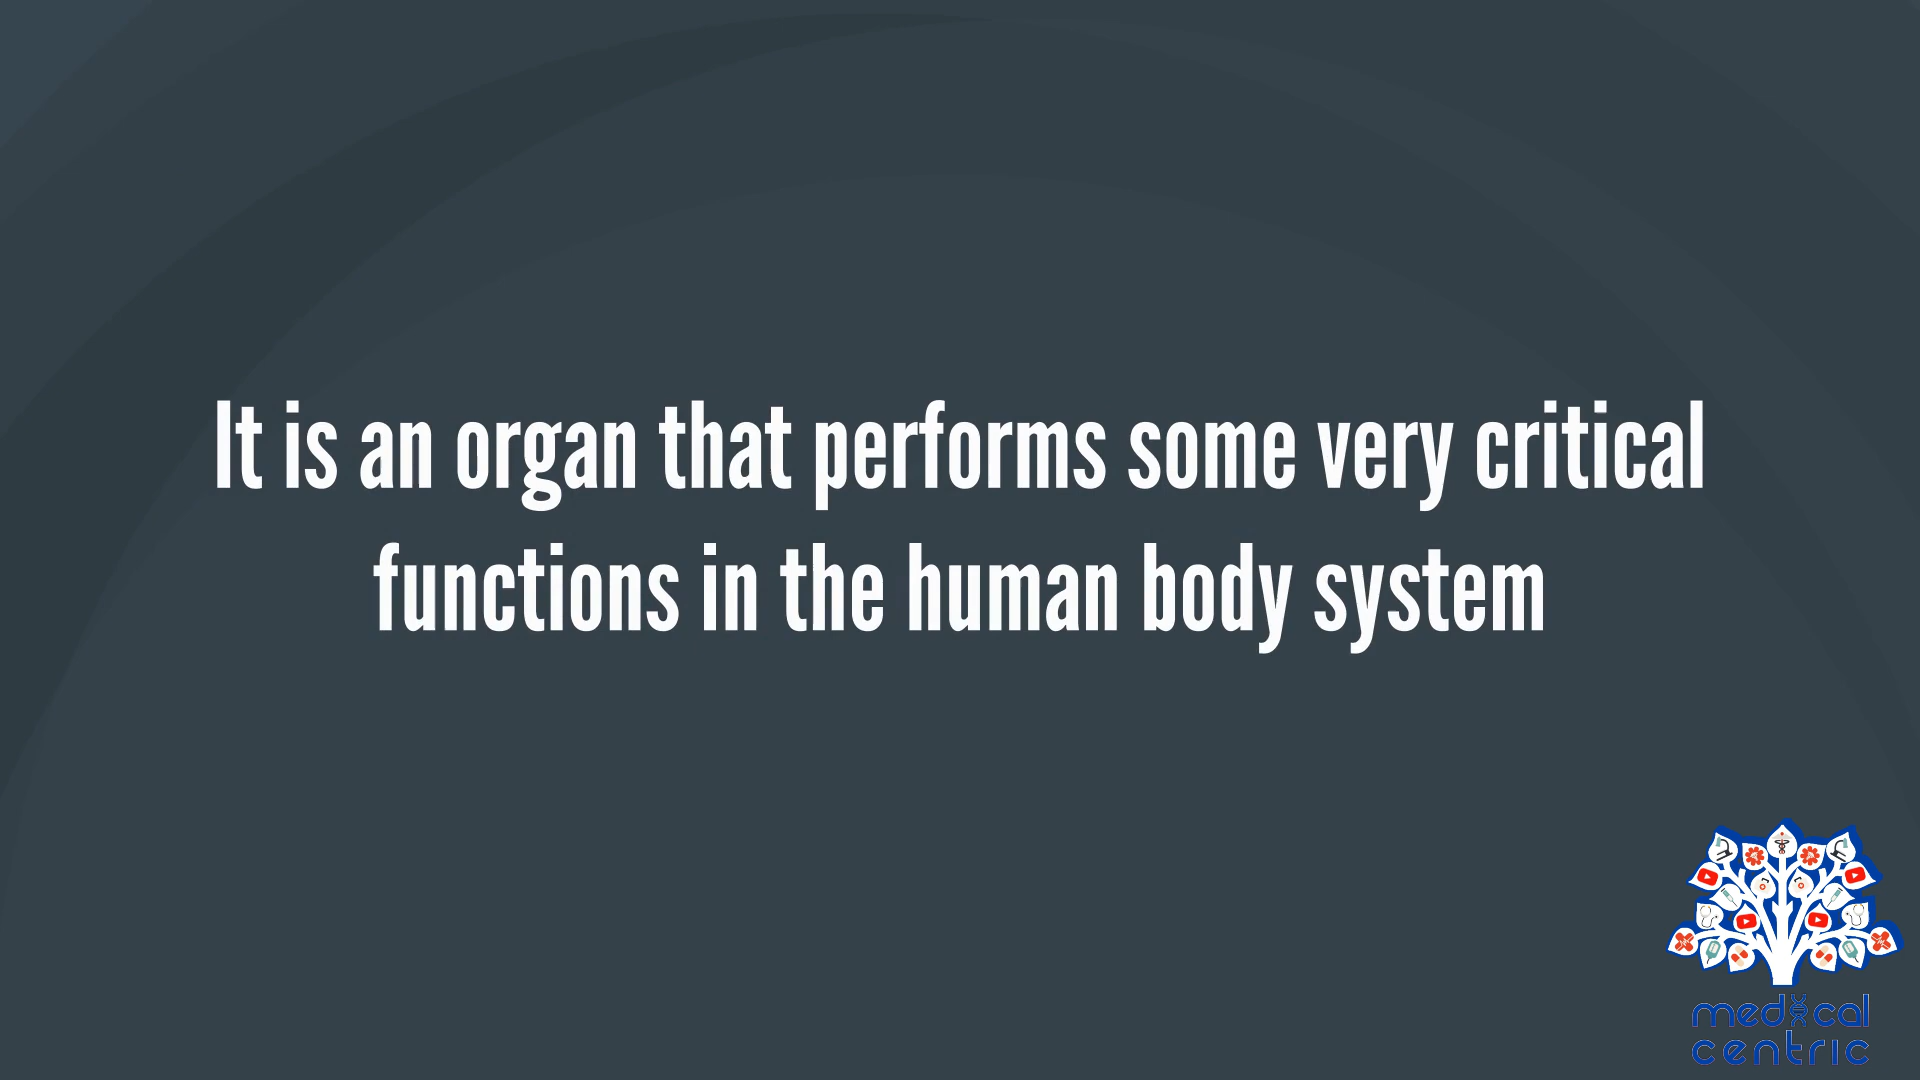 It is an organ that performs some very critical
functions in the human body system
medical
centric